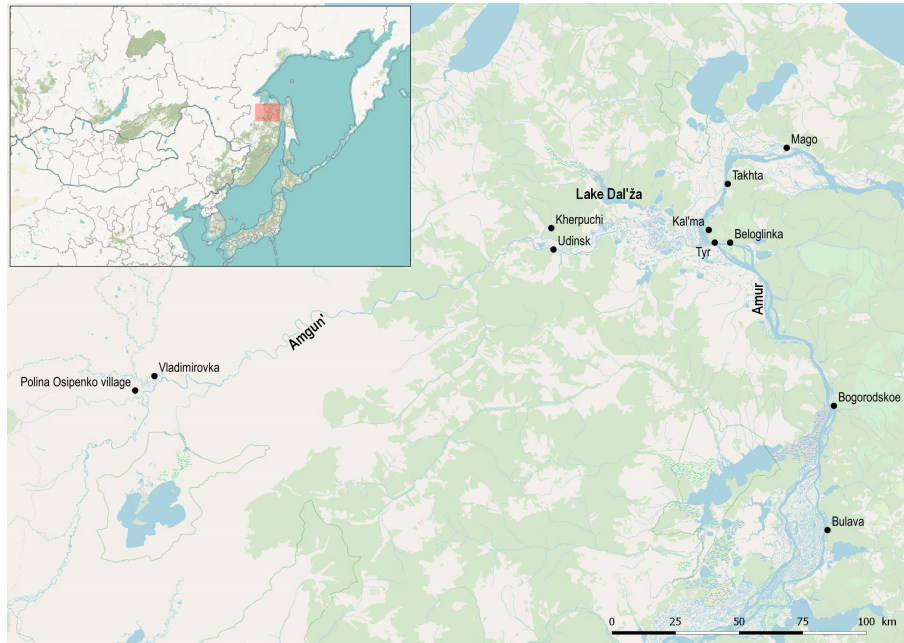 Mago
Takhta
Lake Dal'ža
Kherpuchi
Kal'ma
Beloglinka
Udinsk
Tyr
Amur
Amgun'
Vladimirovka
Polina Osipenko village
Bogorodskoe
Bulava
0 25 50 75 100 km